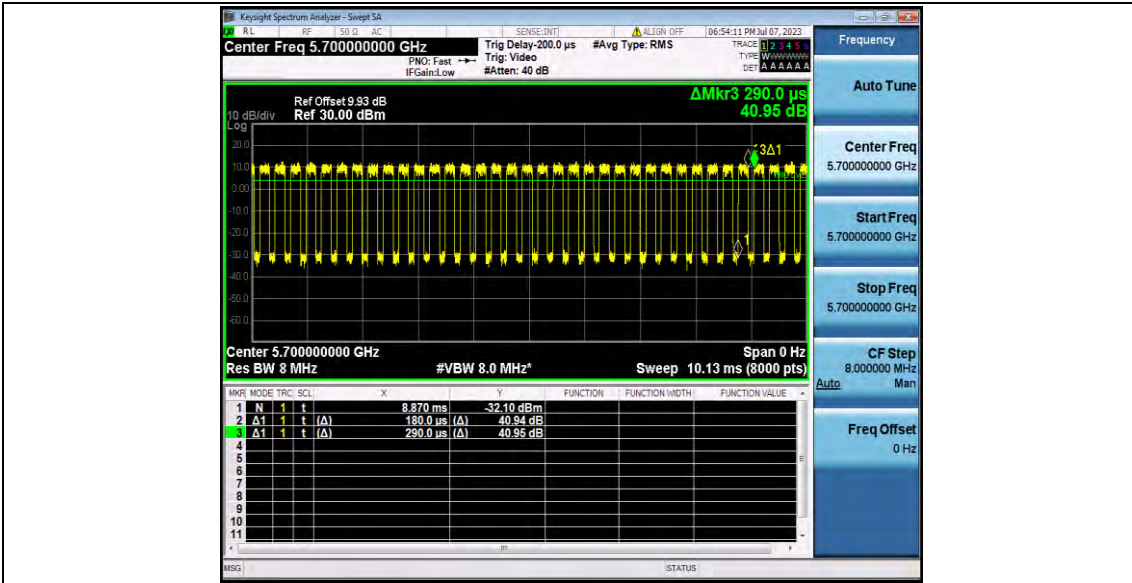 Keysight Spectrum Analyzer - Swept SA
RL RF 50 Ω AC SENSE:INT ALIGN OFF 06:54:11 PM Jul 07, 2023
Center Freq 5.700000000 GHz
PNO: Fast
IFGain:Low
Trig Delay-200.0 µs
Trig: Video
#Atten: 40 dB
#Avg Type: RMS
TRACE 1 2 3 4 5 6
TYPE W
DET A A A A A A
Frequency
Auto Tune
Center Freq
5.700000000 GHz
Start Freq
5.700000000 GHz
Stop Freq
5.700000000 GHz
CF Step
8.000000 MHz
Auto Man
Freq Offset
0 Hz
ΔMkr3 290.0 µs
40.95 dB
Ref Offset 9.93 dB
10 dB/div Ref 30.00 dBm
Log
20.0
10.0
0.00
-10.0
-20.0
-30.0
-40.0
-50.0
-60.0
3Δ1
1
Center 5.700000000 GHz Span 0 Hz
Res BW 8 MHz #VBW 8.0 MHz* Sweep 10.13 ms (8000 pts)
MKR MODE TRC SCL X Y FUNCTION FUNCTION WIDTH FUNCTION VALUE
1 N 1 t 8.870 ms -32.10 dBm
2 Δ1 1 t (Δ) 180.0 µs (Δ) 40.94 dB
3 Δ1 1 t (Δ) 290.0 µs (Δ) 40.95 dB
4
5
6
7
8
9
10
11
MSG STATUS